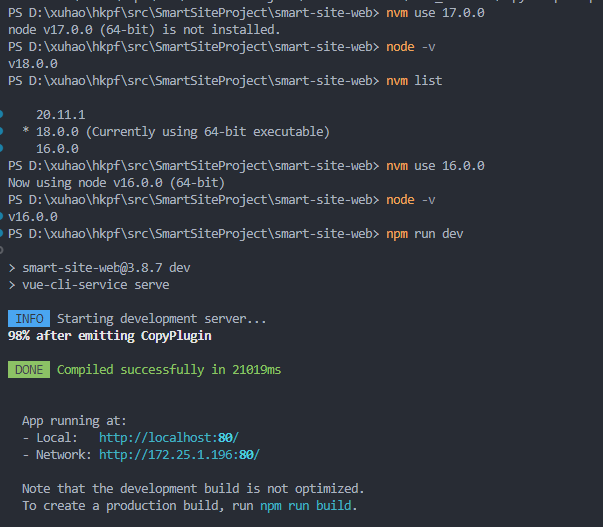 PS D:\xuhao\hkpf\src\SmartSiteProject\smart-site-web> nvm use 17.0.0
node v17.0.0 (64-bit) is not installed.
PS D:\xuhao\hkpf\src\SmartSiteProject\smart-site-web> node -v
v18.0.0
PS D:\xuhao\hkpf\src\SmartSiteProject\smart-site-web> nvm list
20.11.1
* 18.0.0 (Currently using 64-bit executable)
16.0.0
PS D:\xuhao\hkpf\src\SmartSiteProject\smart-site-web> nvm use 16.0.0
Now using node v16.0.0 (64-bit)
PS D:\xuhao\hkpf\src\SmartSiteProject\smart-site-web> node -v
v16.0.0
PS D:\xuhao\hkpf\src\SmartSiteProject\smart-site-web> npm run dev
> smart-site-web@3.8.7 dev
> vue-cli-service serve
INFO Starting development server...
98% after emitting CopyPlugin
DONE Compiled successfully in 21019ms
App running at:
- Local: http://localhost:80/
- Network: http://172.25.1.196:80/
Note that the development build is not optimized.
To create a production build, run npm run build.